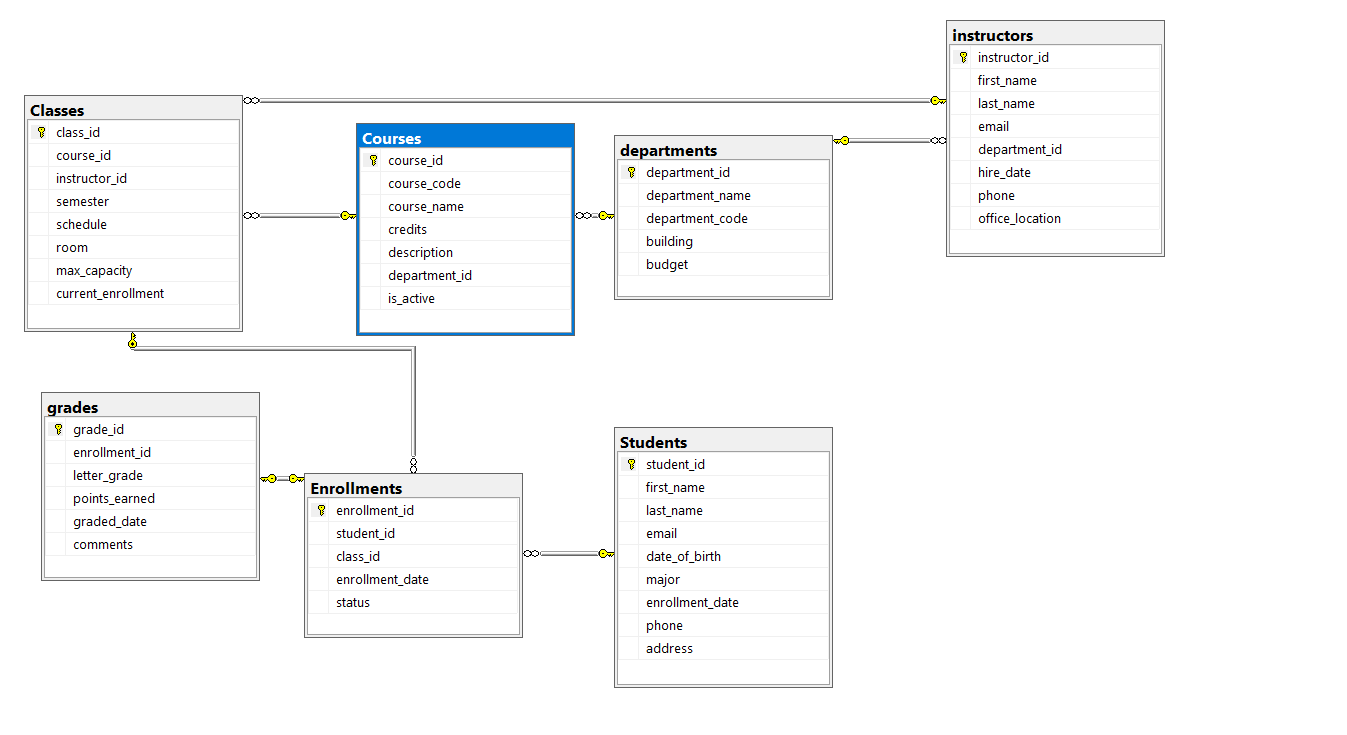 instructors
instructor_id
first_name
last_name
email
department_id
hire_date
phone
office_location
Classes
class_id
course_id
instructor_id
semester
schedule
room
max_capacity
current_enrollment
Courses
course_id
course_code
course_name
credits
description
department_id
is_active
departments
department_id
department_name
department_code
building
budget
grades
grade_id
enrollment_id
letter_grade
points_earned
graded_date
comments
Enrollments
enrollment_id
student_id
class_id
enrollment_date
status
Students
student_id
first_name
last_name
email
date_of_birth
major
enrollment_date
phone
address